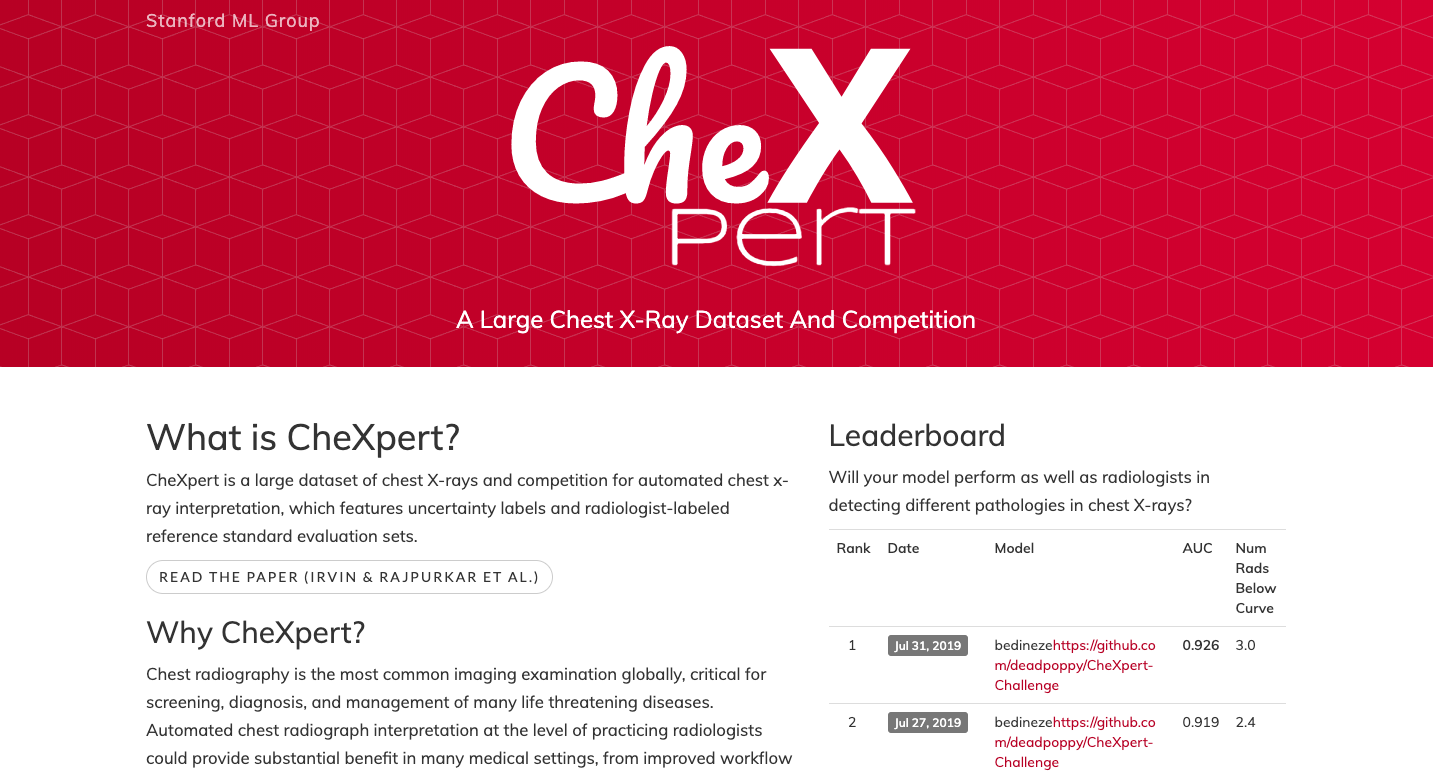 Stanford ML Group
CheX
pert
A Large Chest X-Ray Dataset And Competition
What is CheXpert?
CheXpert is a large dataset of chest X-rays and competition for automated chest x-
ray interpretation, which features uncertainty labels and radiologist-labeled
reference standard evaluation sets.
READ THE PAPER (IRVIN & RAJPURKAR ET AL.)
Why CheXpert?
Chest radiography is the most common imaging examination globally, critical for
screening, diagnosis, and management of many life threatening diseases.
Automated chest radiograph interpretation at the level of practicing radiologists
could provide substantial benefit in many medical settings, from improved workflow
Leaderboard
Will your model perform as well as radiologists in
detecting different pathologies in chest X-rays?
Rank Date Model AUC Num
Rads
Below
Curve
1 Jul 31, 2019 bedinezehttps://github.co 0.926 3.0
m/deadpoppy/CheXpert-
Challenge
2 Jul 27, 2019 bedinezehttps://github.co 0.919 2.4
m/deadpoppy/CheXpert-
Challenge